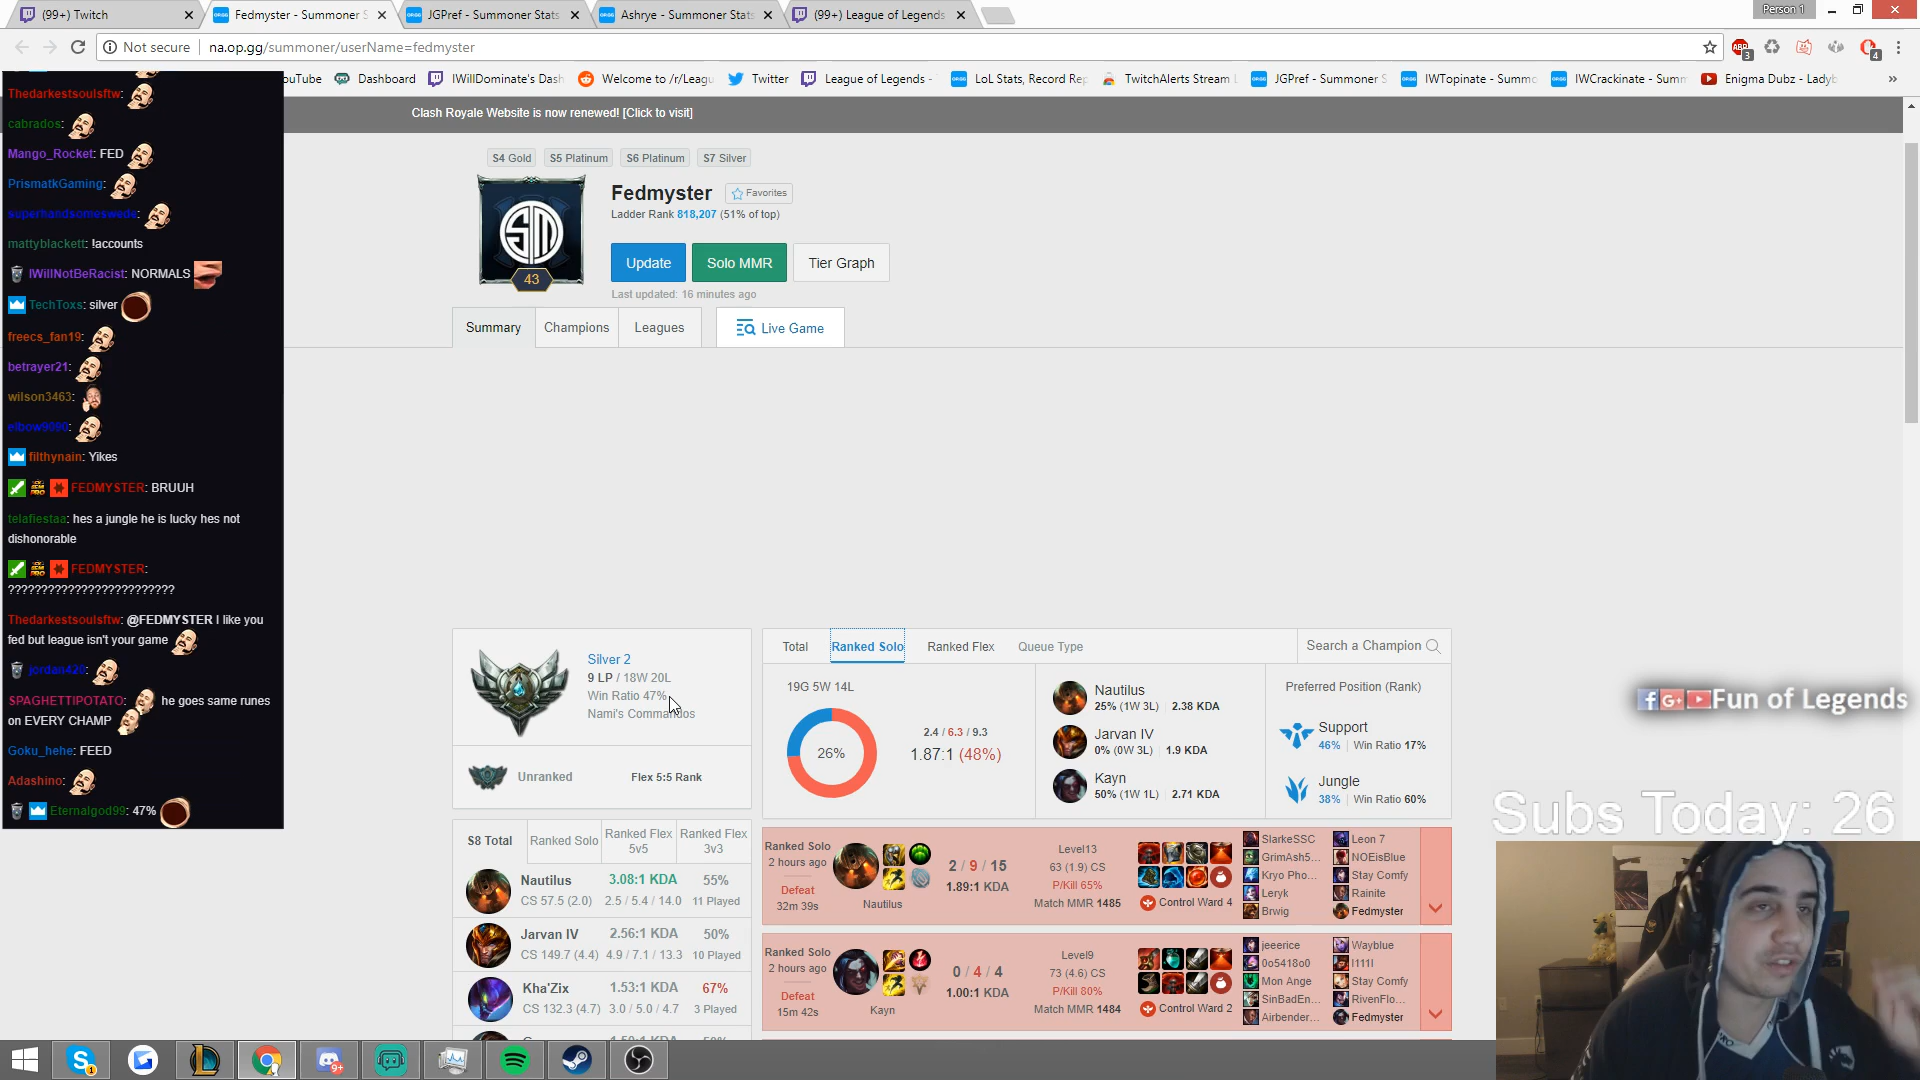 (99+) Twitch
Fedmyster - Summoner S
JGPref - Summoner Stats
Ashrye - Summoner Stats
(99+) League of Legends
Person 1
Not secure
na.op.gg/summoner/userName=fedmyster
ouTube
Dashboard
IWillDominate's Dash
Welcome to /r/Leagu
Twitter
League of Legends -
LoL Stats, Record Rep
TwitchAlerts Stream
JGPref - Summoner S
IWTopinate - Summo
IWCrackinate - Summ
Enigma Dubz - Ladyb
Clash Royale Website is now renewed! [Click to visit]
Thedarkestsoulsftw:
cabrados:
Mango_Rocket: FED
PrismatkGaming:
superhandsomeswede:
mattyblackett: !accounts
IWillNotBeRacist: NORMALS
TechToxs: silver
freecs_fan19:
betrayer21:
wilson3463:
elbow9090:
filthynain: Yikes
FEDMYSTER: BRUUH
telafiestaa: hes a jungle he is lucky hes not
dishonorable
FEDMYSTER:
?????????????????????????
Thedarkestsoulsftw: @FEDMYSTER I like you
fed but league isn't your game
jordan420:
SPAGHETTIPOTATO: he goes same runes
on EVERY CHAMP
Goku_hehe: FEED
Adashino:
Eternalgod99: 47%
S4 Gold
S5 Platinum
S6 Platinum
S7 Silver
43
Fedmyster
Favorites
Ladder Rank 818,207 (51% of top)
Update
Solo MMR
Tier Graph
Last updated: 16 minutes ago
Summary
Champions
Leagues
Live Game
Silver 2
9 LP / 18W 20L
Win Ratio 47%
Nami's Commandos
Unranked
Flex 5:5 Rank
S8 Total
Ranked Solo
Ranked Flex
5v5
Ranked Flex
3v3
Nautilus
CS 57.5 (2.0)
3.08:1 KDA
2.5 / 5.4 / 14.0
55%
11 Played
Jarvan IV
CS 149.7 (4.4)
2.56:1 KDA
4.9 / 7.1 / 13.3
50%
10 Played
Kha'Zix
CS 132.3 (4.7)
1.53:1 KDA
3.0 / 5.0 / 4.7
67%
3 Played
Total
Ranked Solo
Ranked Flex
Queue Type
Search a Champion
19G 5W 14L
26%
2.4 / 6.3 / 9.3
1.87:1 (48%)
Nautilus
25% (1W 3L) 2.38 KDA
Jarvan IV
0% (0W 3L) 1.9 KDA
Kayn
50% (1W 1L) 2.71 KDA
Preferred Position (Rank)
Support
46% Win Ratio 17%
Jungle
38% Win Ratio 60%
Ranked Solo
2 hours ago
Defeat
32m 39s
Nautilus
2 / 9 / 15
1.89:1 KDA
Level13
63 (1.9) CS
P/Kill 65%
Match MMR 1485
Control Ward 4
SlarkeSSC
GrimAsh5...
Kryo Pho...
Leryk
Brwig
Leon 7
NOEisBlue
Stay Comfy
Rainite
Fedmyster
Ranked Solo
2 hours ago
Defeat
15m 42s
Kayn
0 / 4 / 4
1.00:1 KDA
Level9
73 (4.6) CS
P/Kill 80%
Match MMR 1484
Control Ward 2
jeeerice
0o5418o0
Mon Ange
SinBadEn...
Airbender...
Wayblue
Stay Comfy
RivenFlo...
Fedmyster
Fun of Legends
Subs Today: 26